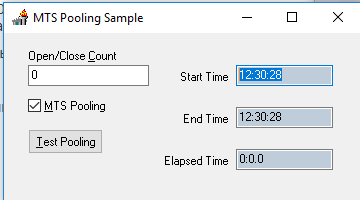 MTS Pooling Sample
Open/Close Count
0
Start Time 12:30:28
MTS Pooling
End Time 12:30:28
Test Pooling
Elapsed Time 0:0.0